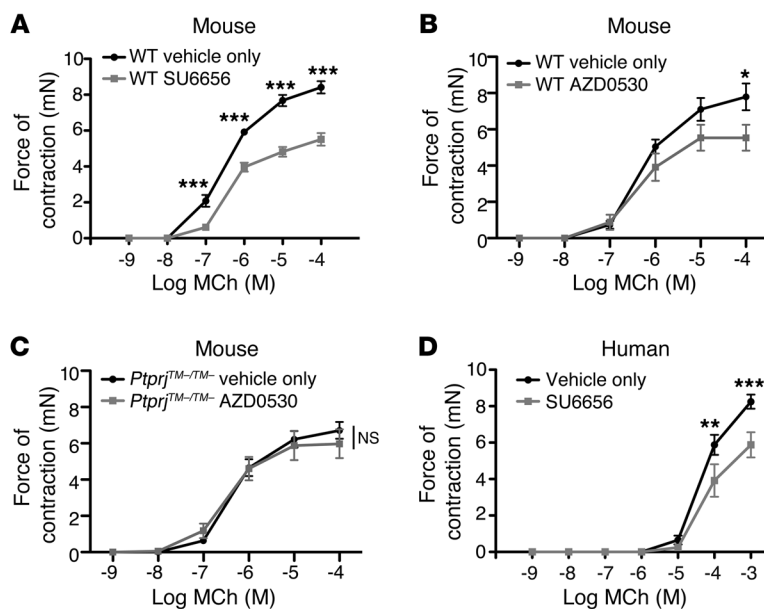 A
Mouse
WT vehicle only
WT SU6656
***
***
***
***
Force of
contraction (mN)
10
8
6
4
2
0
-9 -8 -7 -6 -5 -4
Log MCh (M)
B
Mouse
WT vehicle only
WT AZD0530
*
Force of
contraction (mN)
10
8
6
4
2
0
-9 -8 -7 -6 -5 -4
Log MCh (M)
C
Mouse
Ptprj^TM–/TM– vehicle only
Ptprj^TM–/TM– AZD0530
NS
Force of
contraction (mN)
10
8
6
4
2
0
-9 -8 -7 -6 -5 -4
Log MCh (M)
D
Human
Vehicle only
SU6656
***
**
Force of
contraction (mN)
10
8
6
4
2
0
-9 -8 -7 -6 -5 -4 -3
Log MCh (M)